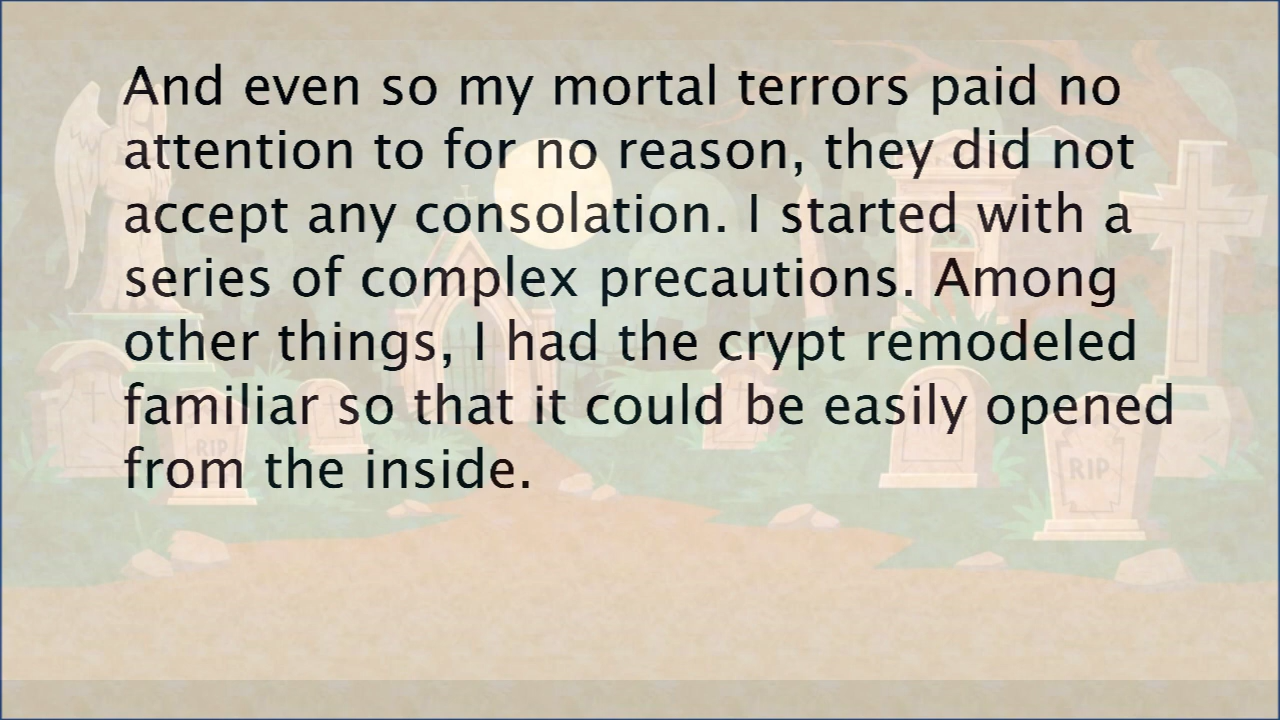 And even so my mortal terrors paid no
attention to for no reason, they did not
accept any consolation. I started with a
series of complex precautions. Among
other things, I had the crypt remodeled
familiar so that it could be easily opened
from the inside.
RIP
RIP